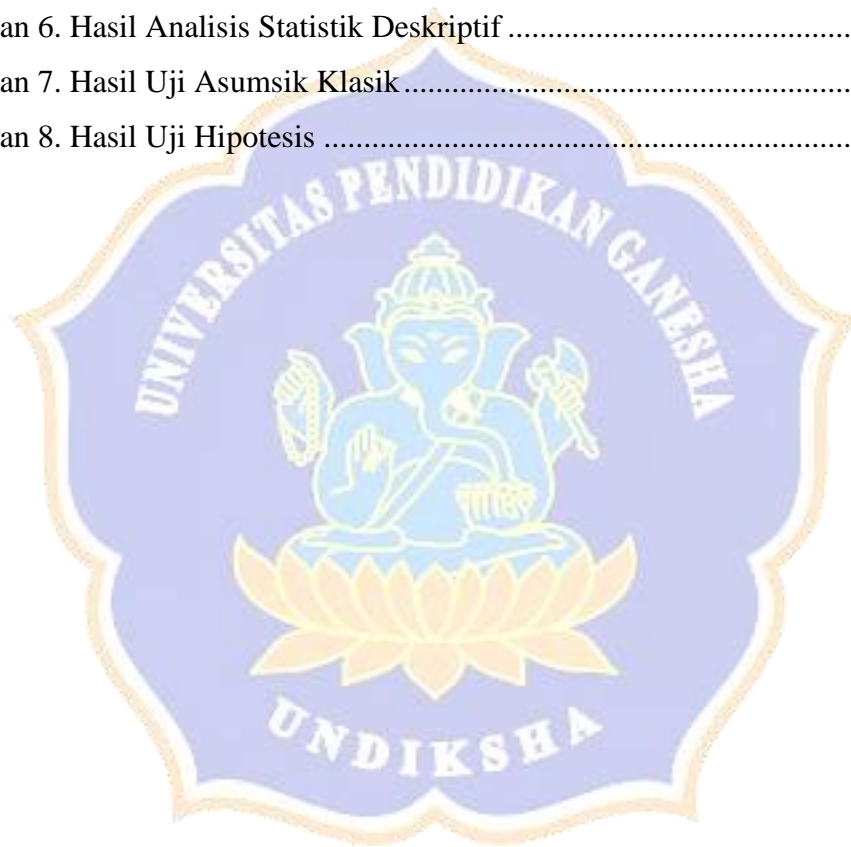 an 6. Hasil Analisis Statistik Deskriptif ..........................................
an 7. Hasil Uji Asumsik Klasik........................................................
an 8. Hasil Uji Hipotesis .................................................................
UNIVERSITAS PENDIDIKAN GANESHA
UNDIKSHA